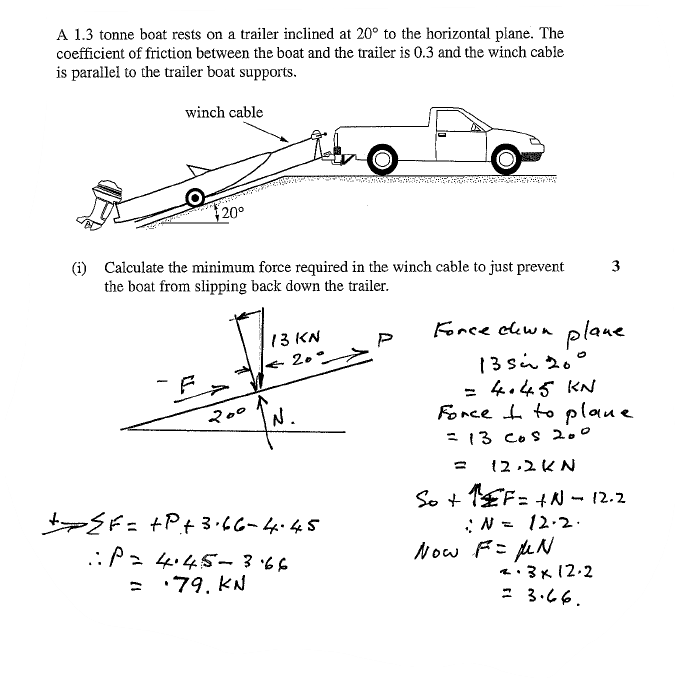 A 1.3 tonne boat rests on a trailer inclined at 20° to the horizontal plane. The
coefficient of friction between the boat and the trailer is 0.3 and the winch cable
is parallel to the trailer boat supports.
winch cable
20°
(i) Calculate the minimum force required in the winch cable to just prevent 3
the boat from slipping back down the trailer.
13 KN
20°
P
- F
20°
N.
Force down plane
13 sin 20°
= 4.45 KN
Force ⊥ to plane
= 13 cos 20°
= 12.2 KN
So + ↑ΣF = +N - 12.2
∴ N = 12.2.
Now F = μN
= .3 x 12.2
= 3.66.
+→ ΣF = +P + 3.66 - 4.45
∴ P = 4.45 - 3.66
= .79. KN